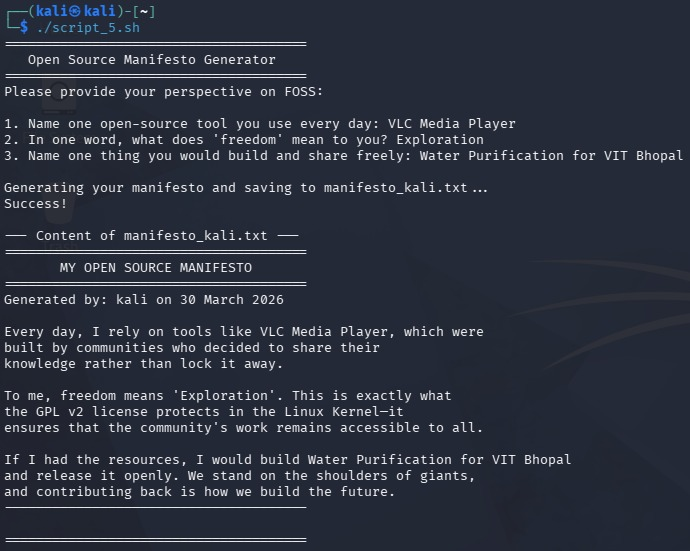 ┌──(kali㉿kali)-[~]
└─$ ./script_5.sh
======================================
   Open Source Manifesto Generator
======================================
Please provide your perspective on FOSS:
1. Name one open-source tool you use every day: VLC Media Player
2. In one word, what does 'freedom' mean to you? Exploration
3. Name one thing you would build and share freely: Water Purification for VIT Bhopal
Generating your manifesto and saving to manifesto_kali.txt...
Success!
--- Content of manifesto_kali.txt ---
======================================
       MY OPEN SOURCE MANIFESTO
======================================
Generated by: kali on 30 March 2026
Every day, I rely on tools like VLC Media Player, which were
built by communities who decided to share their
knowledge rather than lock it away.
To me, freedom means 'Exploration'. This is exactly what
the GPL v2 license protects in the Linux Kernel—it
ensures that the community's work remains accessible to all.
If I had the resources, I would build Water Purification for VIT Bhopal
and release it openly. We stand on the shoulders of giants,
and contributing back is how we build the future.
--------------------------------------
======================================